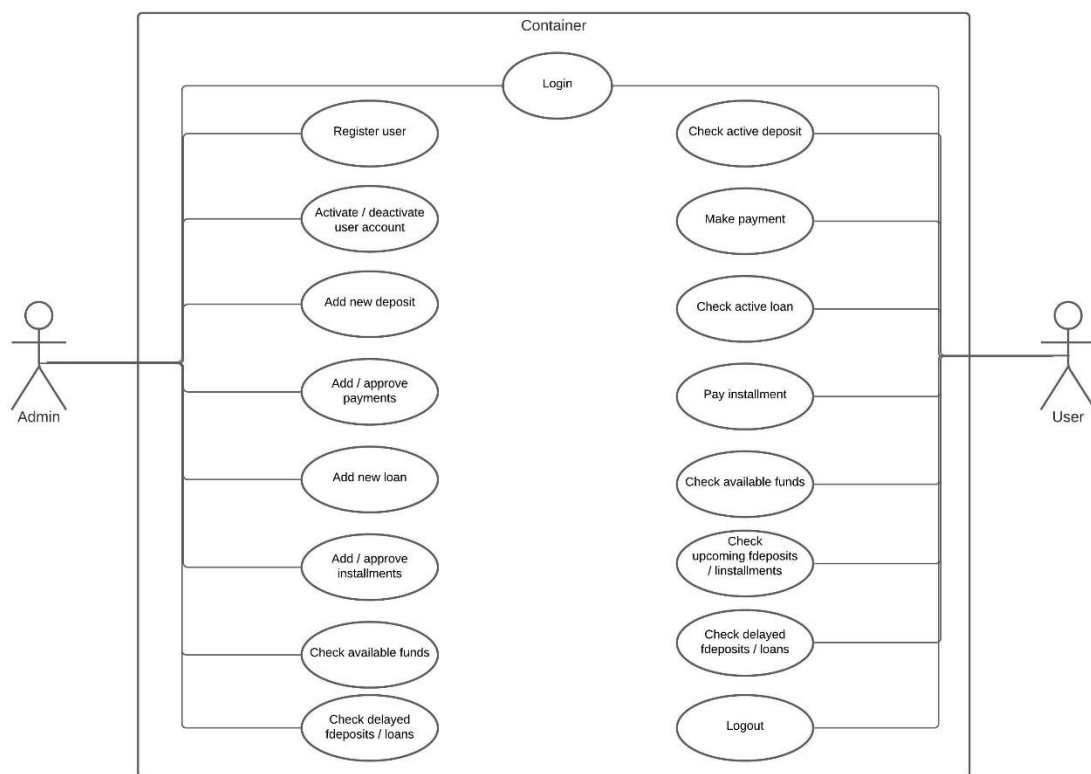 Container
Login
Register user
Activate / deactivate
user account
Add new deposit
Add / approve
payments
Add new loan
Add / approve
installments
Check available funds
Check delayed
fdeposits / loans
Check active deposit
Make payment
Check active loan
Pay installment
Check available funds
Check
upcoming fdeposits
/ linstallments
Check delayed
fdeposits / loans
Logout
Admin
User